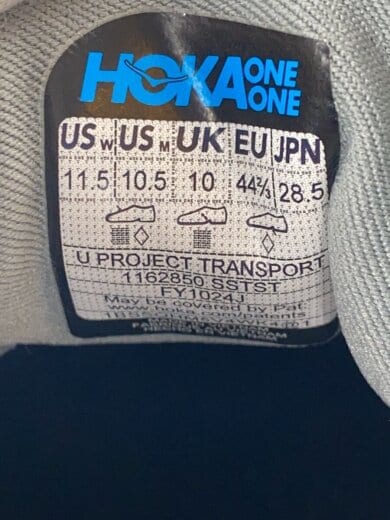 HOKA ONE ONE
US W US M UK EU JPN
11.5 10.5 10 44⅔ 28.5
U PROJECT TRANSPORT
1162850 SSTST
FY1024J
May be covered by Pat.